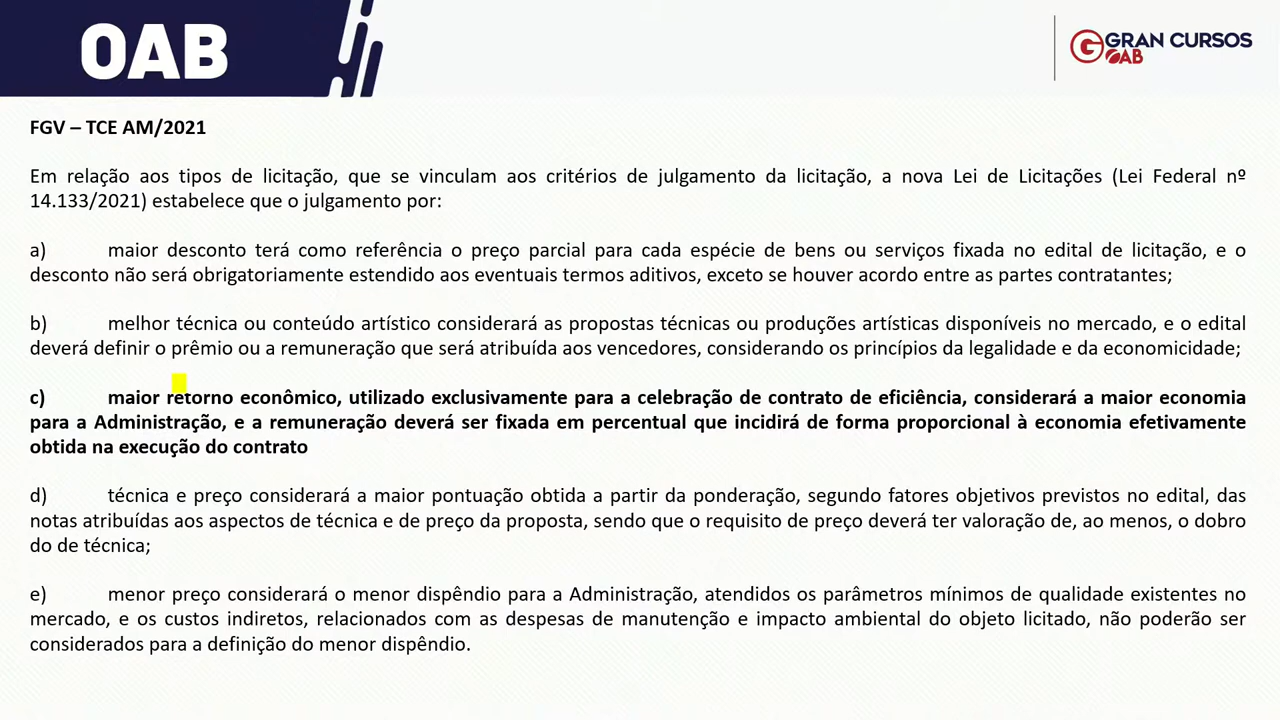 OAB
GRAN CURSOS
OAB
FGV – TCE AM/2021
Em relação aos tipos de licitação, que se vinculam aos critérios de julgamento da licitação, a nova Lei de Licitações (Lei Federal nº
14.133/2021) estabelece que o julgamento por:
a) maior desconto terá como referência o preço parcial para cada espécie de bens ou serviços fixada no edital de licitação, e o
desconto não será obrigatoriamente estendido aos eventuais termos aditivos, exceto se houver acordo entre as partes contratantes;
b) melhor técnica ou conteúdo artístico considerará as propostas técnicas ou produções artísticas disponíveis no mercado, e o edital
deverá definir o prêmio ou a remuneração que será atribuída aos vencedores, considerando os princípios da legalidade e da economicidade;
c) maior retorno econômico, utilizado exclusivamente para a celebração de contrato de eficiência, considerará a maior economia
para a Administração, e a remuneração deverá ser fixada em percentual que incidirá de forma proporcional à economia efetivamente
obtida na execução do contrato
d) técnica e preço considerará a maior pontuação obtida a partir da ponderação, segundo fatores objetivos previstos no edital, das
notas atribuídas aos aspectos de técnica e de preço da proposta, sendo que o requisito de preço deverá ter valoração de, ao menos, o dobro
do de técnica;
e) menor preço considerará o menor dispêndio para a Administração, atendidos os parâmetros mínimos de qualidade existentes no
mercado, e os custos indiretos, relacionados com as despesas de manutenção e impacto ambiental do objeto licitado, não poderão ser
considerados para a definição do menor dispêndio.